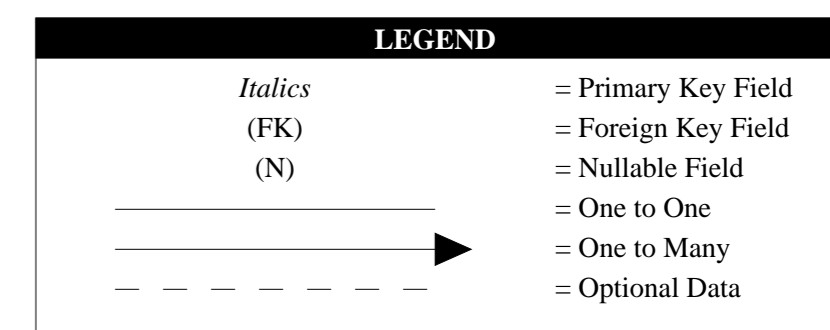 LEGEND
Italics = Primary Key Field
(FK) = Foreign Key Field
(N) = Nullable Field
= One to One
= One to Many
= Optional Data